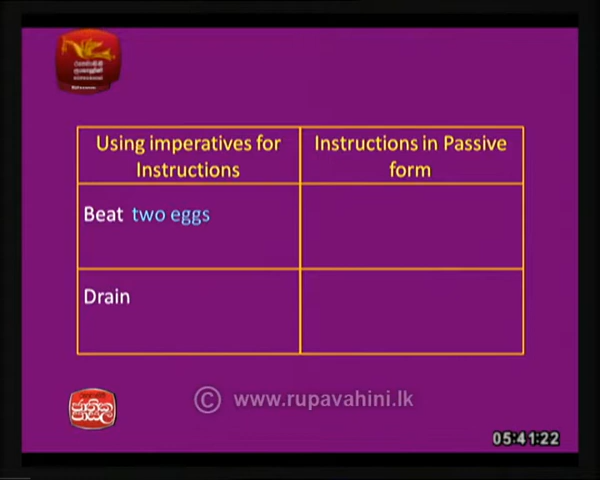 Using imperatives for
Instructions
Instructions in Passive
form
Beat two eggs
Drain
© www.rupavahini.lk
05:41:22